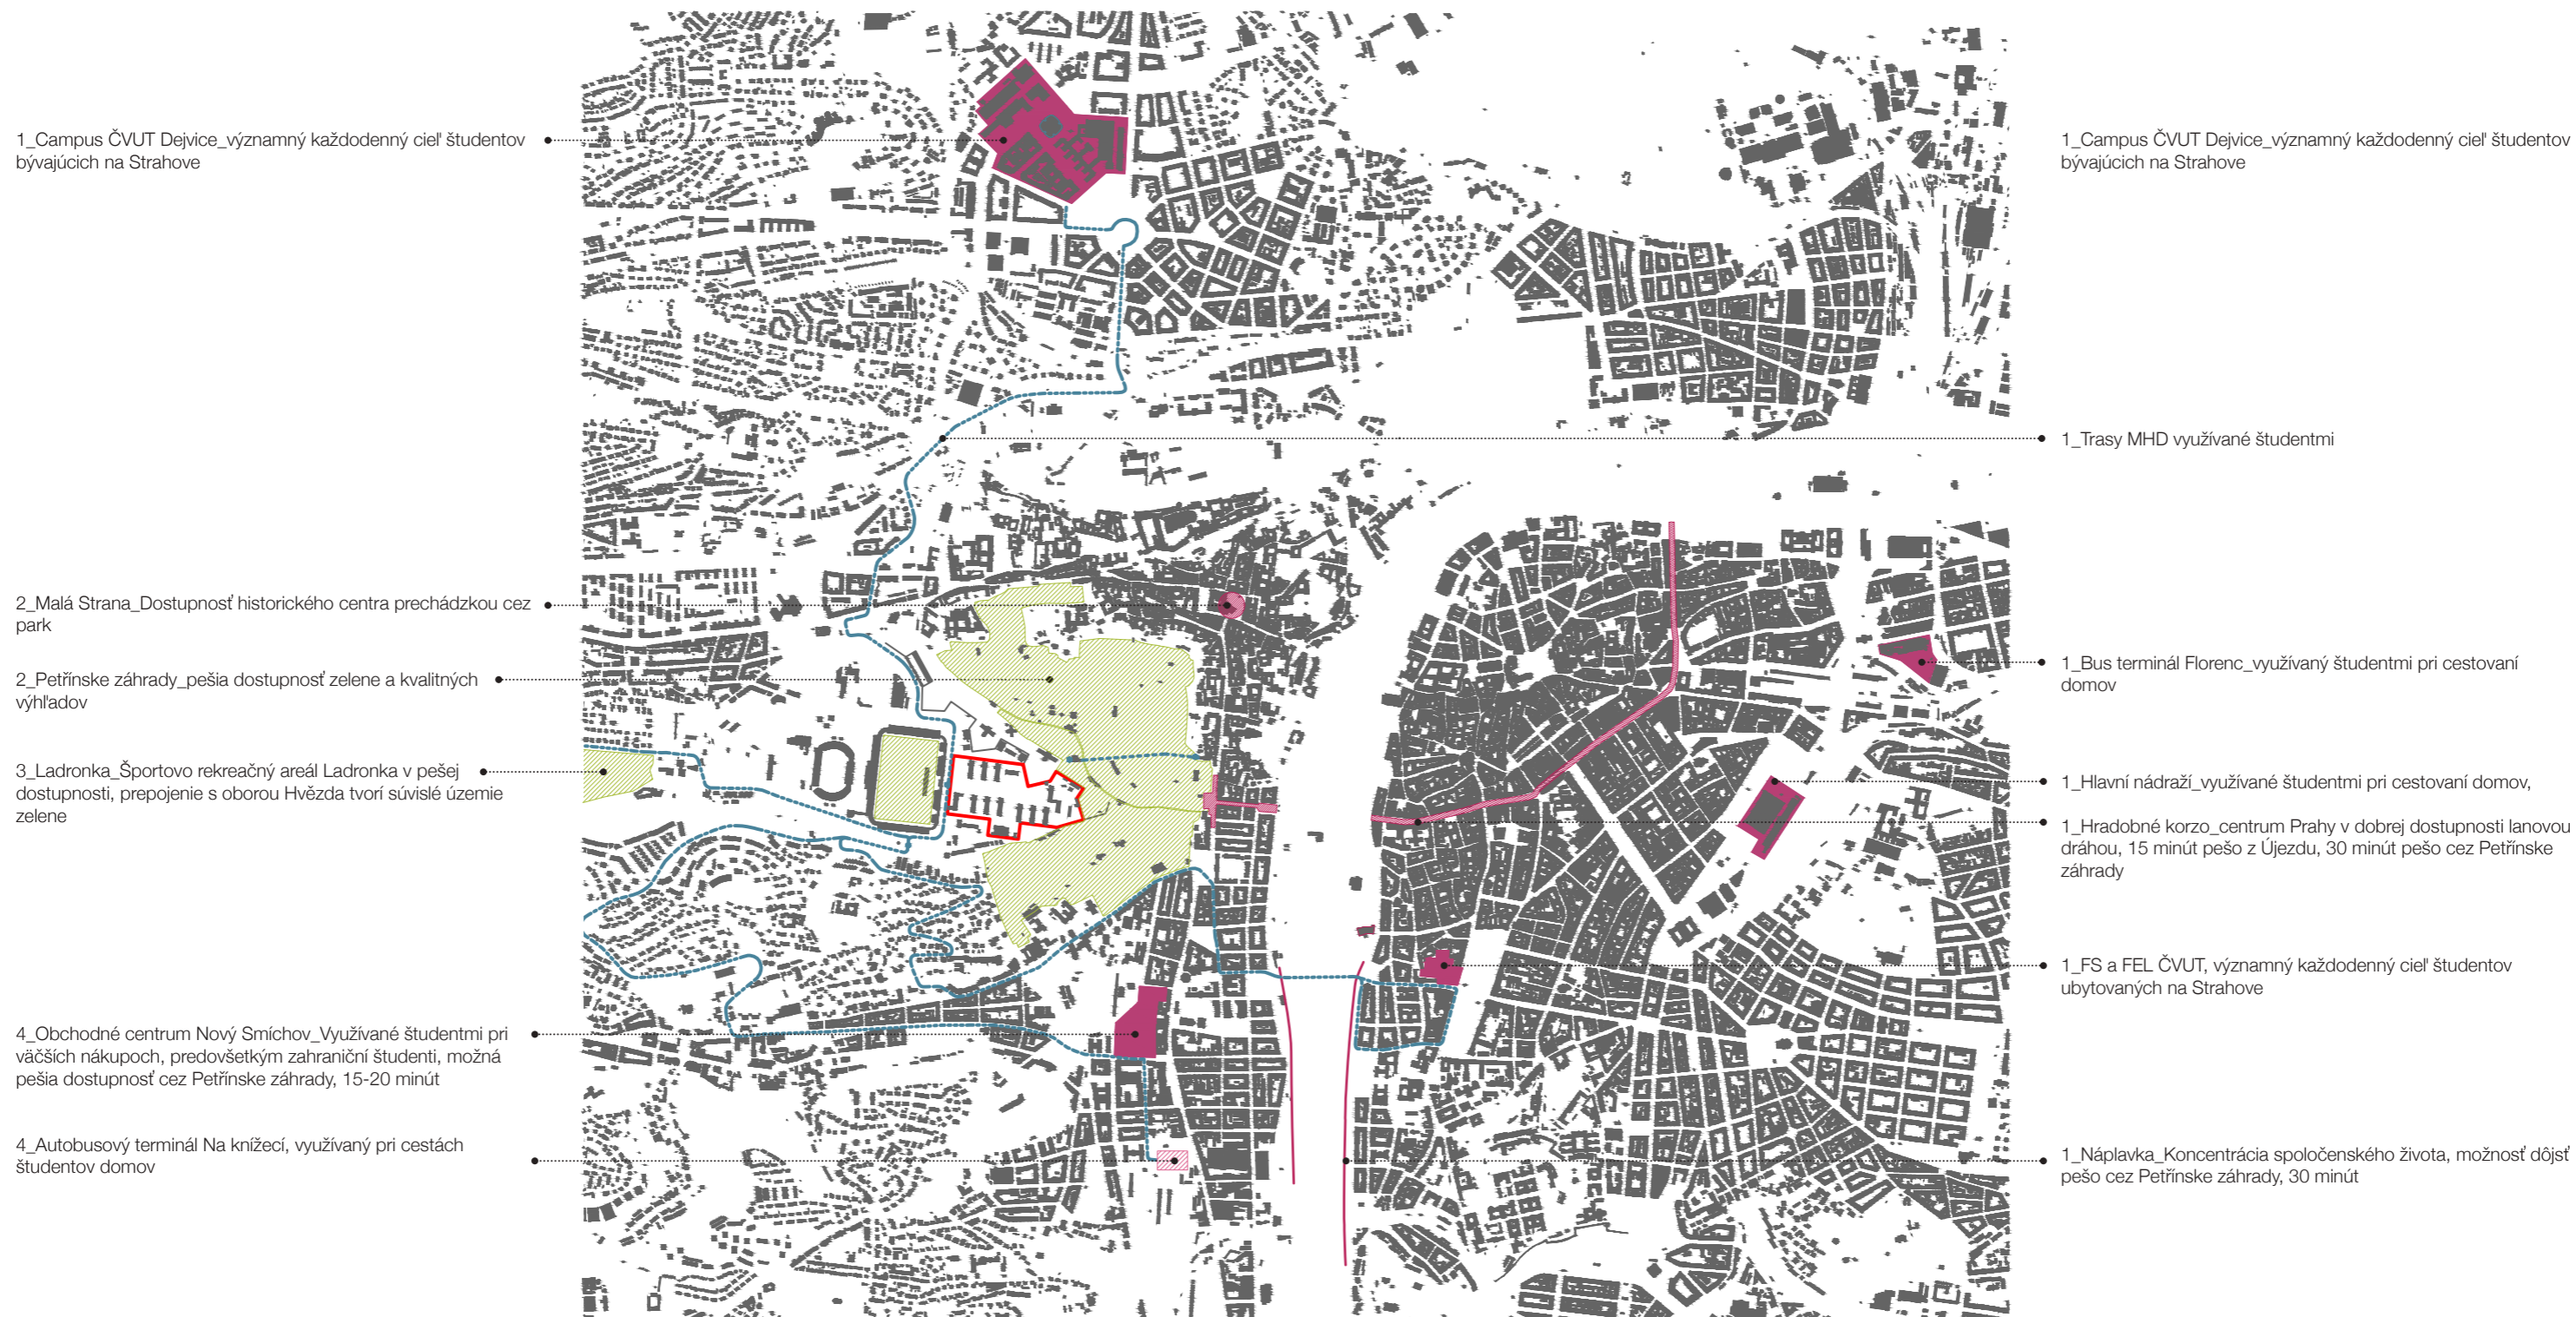 1_Campus ČVUT Dejvice_významný každodenný cieľ študentov
bývajúcich na Strahove
2_Malá Strana_Dostupnosť historického centra prechádzkou cez
park
2_Petřínske záhrady_pešia dostupnosť zelene a kvalitných
výhľadov
3_Ladronka_Športovo rekreačný areál Ladronka v pešej
dostupnosti, prepojenie s oborou Hvězda tvorí súvislé územie
zelene
4_Obchodné centrum Nový Smíchov_Využívané študentmi pri
väčších nákupoch, predovšetkým zahraniční študenti, možná
pešia dostupnosť cez Petřínske záhrady, 15-20 minút
4_Autobusový terminál Na knížecí, využívaný pri cestách
študentov domov
1_Campus ČVUT Dejvice_významný každodenný cieľ študentov
bývajúcich na Strahove
1_Trasy MHD využívané študentmi
1_Bus terminál Florenc_využívaný študentmi pri cestovaní
domov
1_Hlavní nádraží_využívané študentmi pri cestovaní domov,
1_Hradobné korzo_centrum Prahy v dobrej dostupnosti lanovou
dráhou, 15 minút pešo z Újezdu, 30 minút pešo cez Petřínske
záhrady
1_FS a FEL ČVUT, významný každodenný cieľ študentov
ubytovaných na Strahove
1_Náplavka_Koncentrácia spoločenského života, možnosť dôjsť
pešo cez Petřínske záhrady, 30 minút